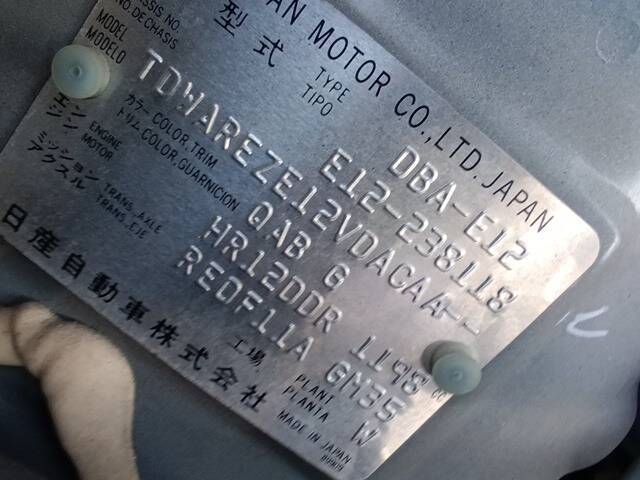 AN MOTOR CO.,LTD.JAPAN
型式 TYPE TIPO DBA-E12
CHASSIS NO. NO.DE CHASIS E12-238118
MODEL MODELO TDWAREZE12VDACAA--
カラー COLOR,TRIM トリム COLOR,GUARNICION QAB G
エンジン ENGINE MOTOR HR12DDR 1198 cc
ミッション アクスル TRANS.,AXLE TRANS.,EJE RE0F11A GM35
工場 PLANT PLANTA W
日産自動車株式会社 MADE IN JAPAN